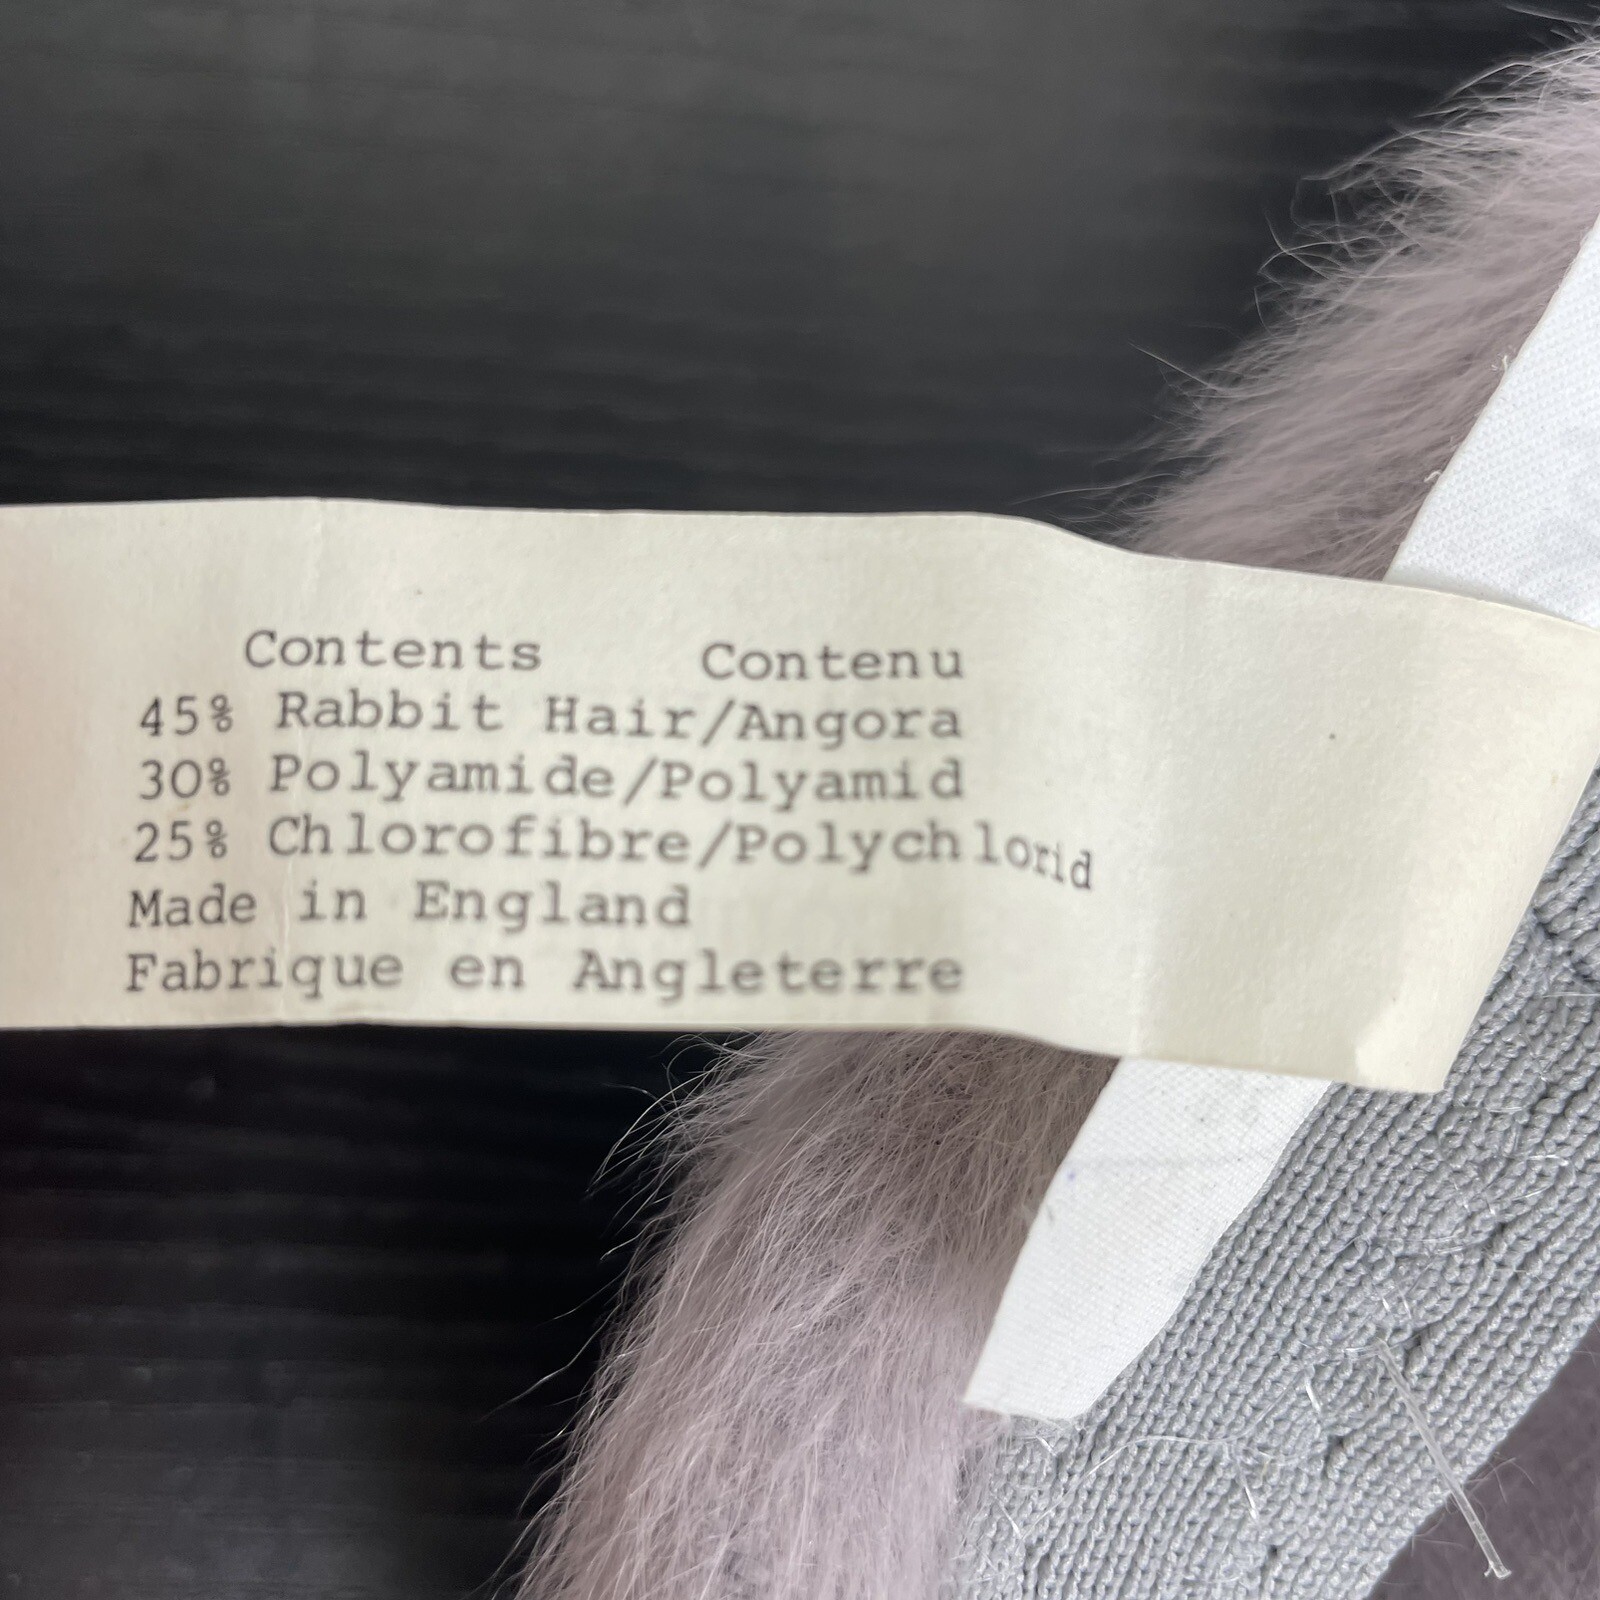 Contents Contenu
45% Rabbit Hair/Angora
30% Polyamide/Polyamid
25% Chlorofibre/Polychlorid
Made in England
Fabrique en Angleterre